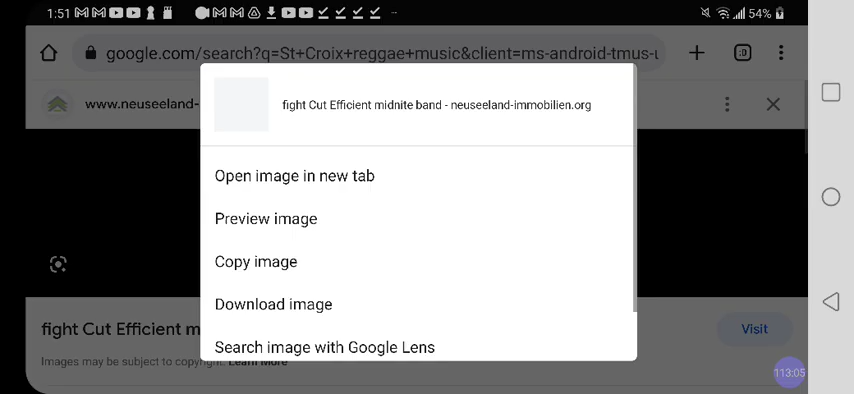 1:51
54%
google.com/search?q=St+Croix+reggae+music&client=ms-android-tmus-u
:D
www.neuseeland-
fight Cut Efficient midnite band - neuseeland-immobilien.org
Open image in new tab
Preview image
Copy image
Download image
Search image with Google Lens
fight Cut Efficient m
Visit
Images may be subject to copyright. Learn More
113:05